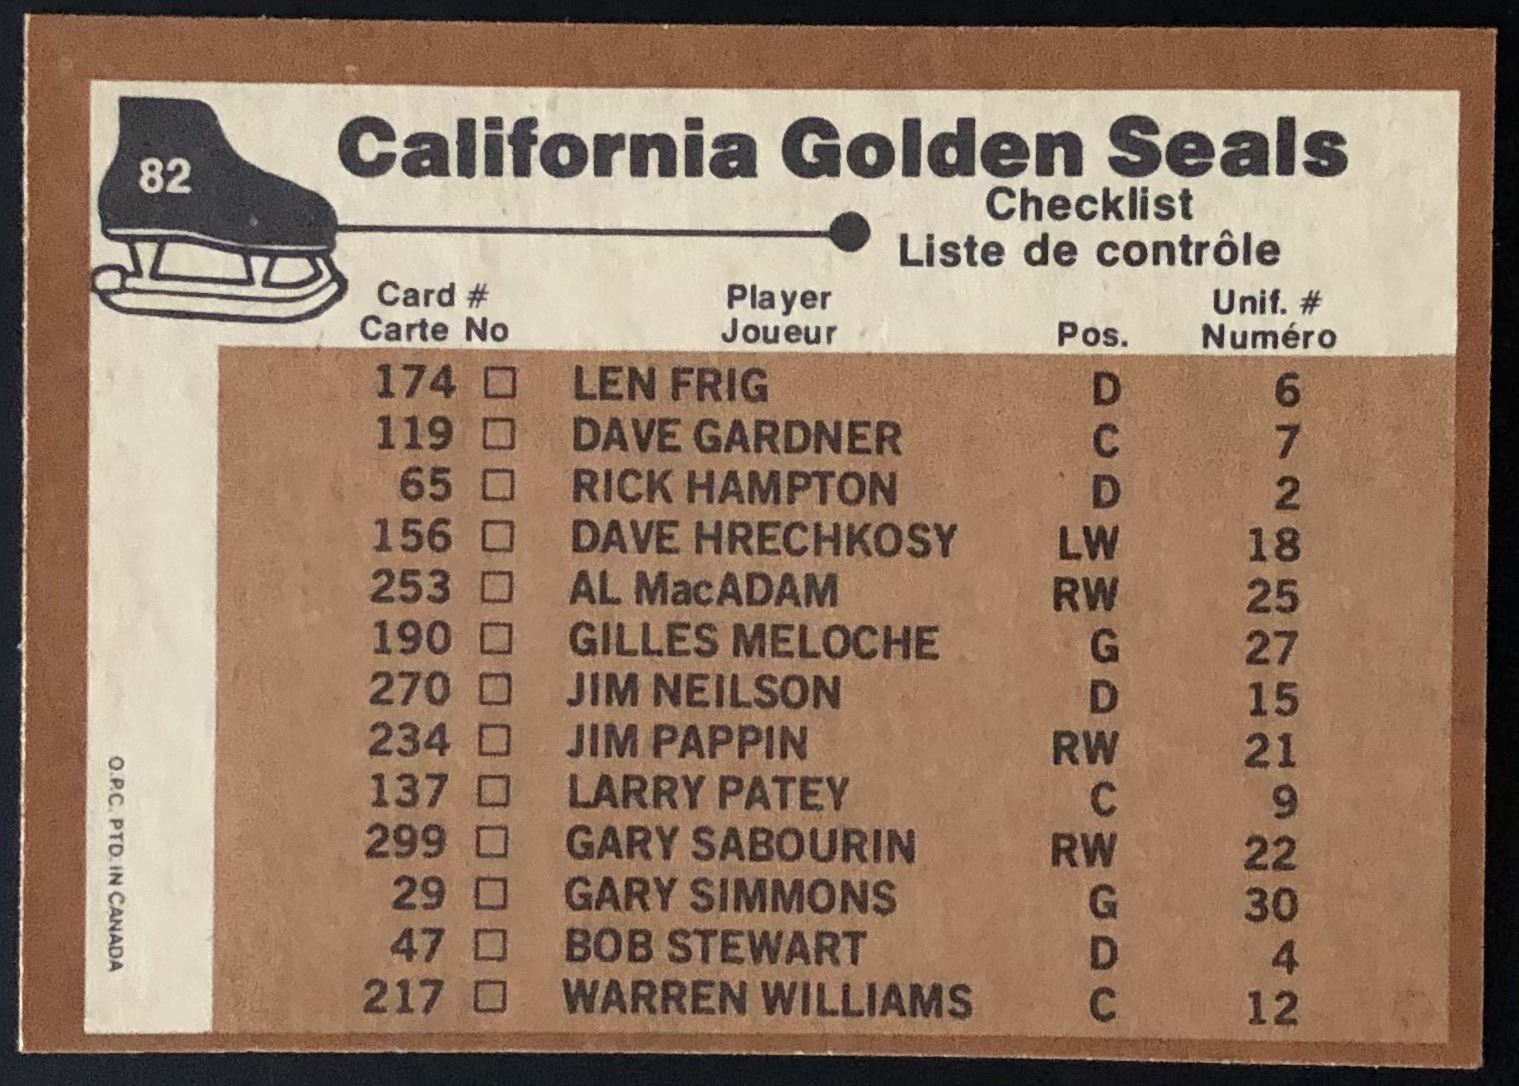 82
California Golden Seals
Checklist
Liste de contrôle
Card # Player Unif. #
Carte No Joueur Pos. Numéro
174 □ LEN FRIG D 6
119 □ DAVE GARDNER C 7
65 □ RICK HAMPTON D 2
156 □ DAVE HRECHKOSY LW 18
253 □ AL MacADAM RW 25
190 □ GILLES MELOCHE G 27
270 □ JIM NEILSON D 15
234 □ JIM PAPPIN RW 21
137 □ LARRY PATEY C 9
299 □ GARY SABOURIN RW 22
29 □ GARY SIMMONS G 30
47 □ BOB STEWART D 4
217 □ WARREN WILLIAMS C 12
O.P.C. PTD. IN CANADA